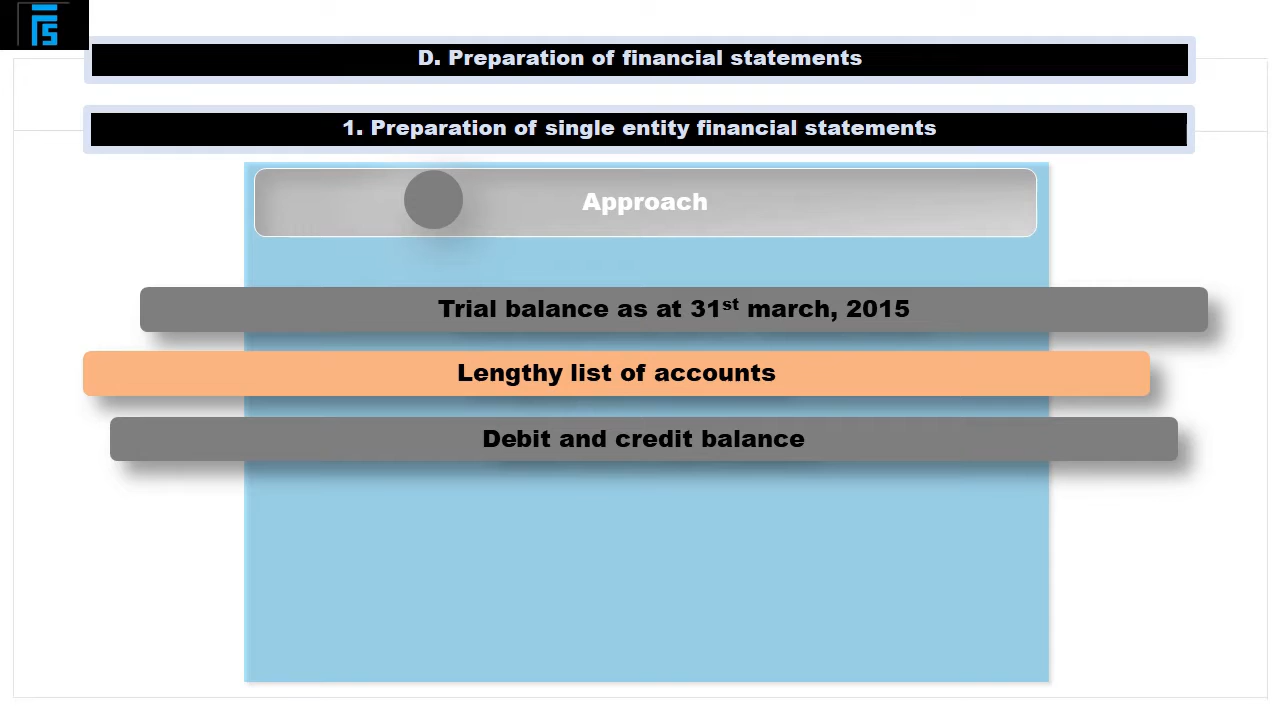 D. Preparation of financial statements
1. Preparation of single entity financial statements
Approach
Trial balance as at 31st march, 2015
Lengthy list of accounts
Debit and credit balance